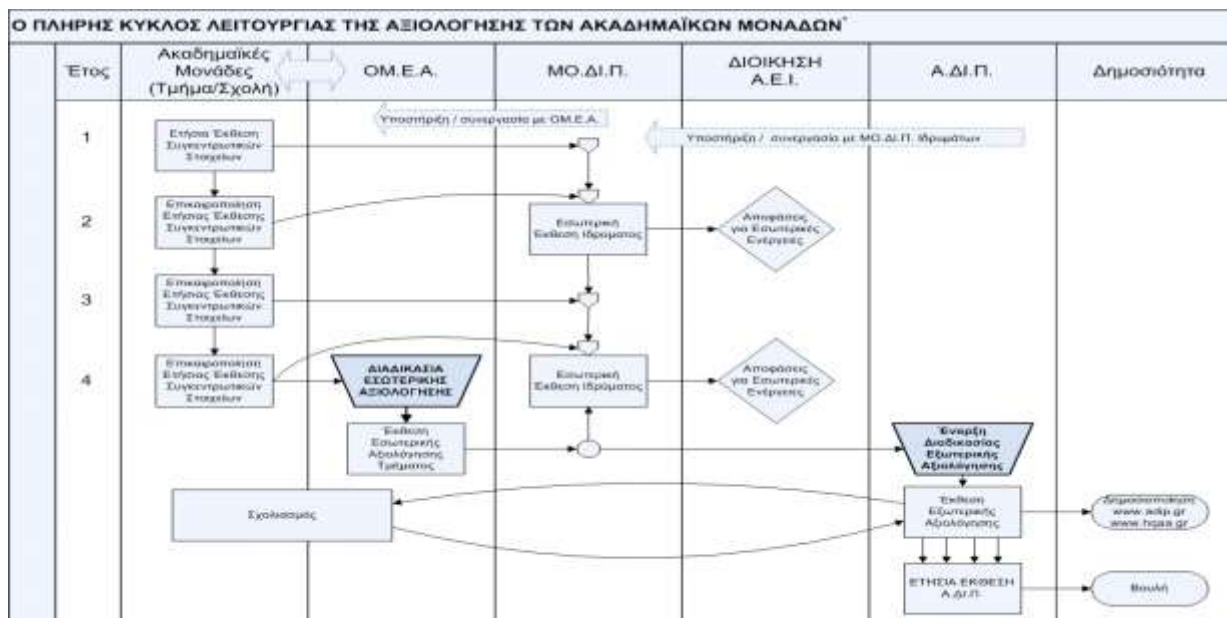 Ο ΠΛΗΡΗΣ ΚΥΚΛΟΣ ΛΕΙΤΟΥΡΓΙΑΣ ΤΗΣ ΑΞΙΟΛΟΓΗΣΗΣ ΤΩΝ ΑΚΑΔΗΜΑΪΚΩΝ ΜΟΝΑΔΩΝ*
Έτος
Ακαδημαϊκές
Μονάδες
(Τμήμα/Σχολή)
ΟΜ.Ε.Α.
ΜΟ.ΔΙ.Π.
ΔΙΟΙΚΗΣΗ
Α.Ε.Ι.
Α.ΔΙ.Π.
Δημοσιότητα
Υποστήριξη / συνεργασία με ΟΜ.Ε.Α.
Υποστήριξη / συνεργασία με ΜΟ.ΔΙ.Π. Ιδρυμάτων
1
Ετήσια Έκθεση
Συγκεντρωτικών
Στοιχείων
2
Επικαιροποίηση
Ετήσιας Έκθεσης
Συγκεντρωτικών
Στοιχείων
Εσωτερική
Έκθεση Ιδρύματος
Αποφάσεις
για Εσωτερικές
Ενέργειες
3
Επικαιροποίηση
Ετήσιας Έκθεσης
Συγκεντρωτικών
Στοιχείων
4
Επικαιροποίηση
Ετήσιας Έκθεσης
Συγκεντρωτικών
Στοιχείων
ΔΙΑΔΙΚΑΣΙΑ
ΕΣΩΤΕΡΙΚΗΣ
ΑΞΙΟΛΟΓΗΣΗΣ
Εσωτερική
Έκθεση Ιδρύματος
Αποφάσεις
για Εσωτερικές
Ενέργειες
Έκθεση
Εσωτερικής
Αξιολόγησης
Τμήματος
Έναρξη
Διαδικασίας
Εξωτερικής
Αξιολόγησης
Σχολιασμός
Έκθεση
Εξωτερικής
Αξιολόγησης
Δημοσιοποίηση
www.adip.gr
www.hqaa.gr
ΕΤΗΣΙΑ ΕΚΘΕΣΗ
Α.ΔΙ.Π.
Βουλή